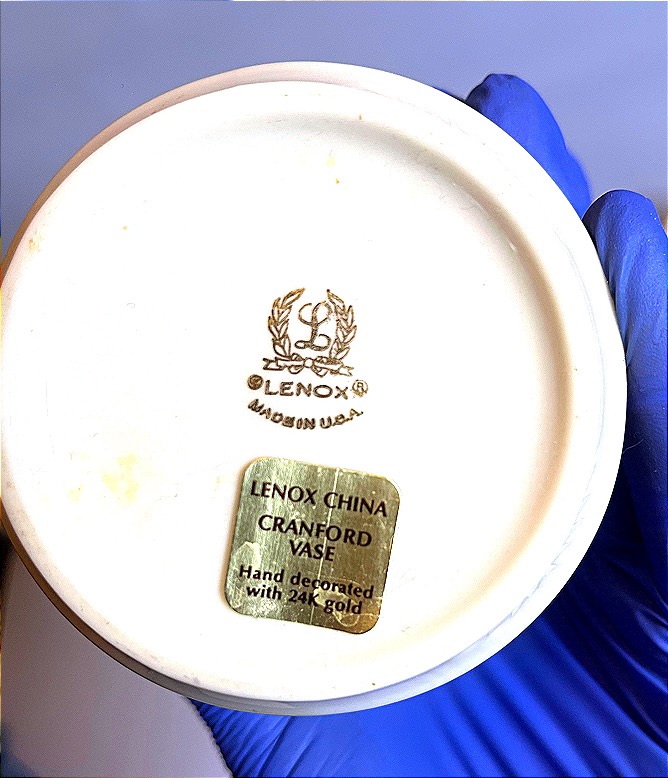 L
©LENOX®
MADE IN U.S.A.
LENOX CHINA
CRANFORD
VASE
Hand decorated
with 24K gold